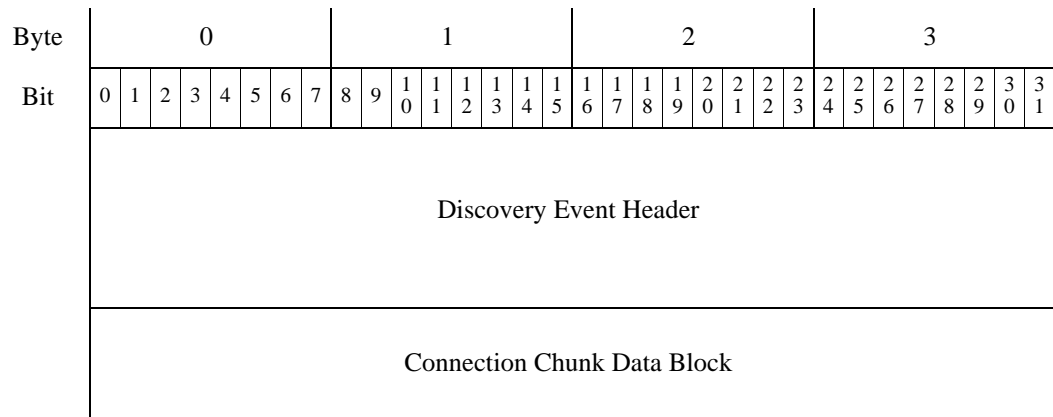 Byte 0 1 2 3
Bit 0 1 2 3 4 5 6 7 8 9 10 11 12 13 14 15 16 17 18 19 20 21 22 23 24 25 26 27 28 29 30 31
Discovery Event Header
Connection Chunk Data Block